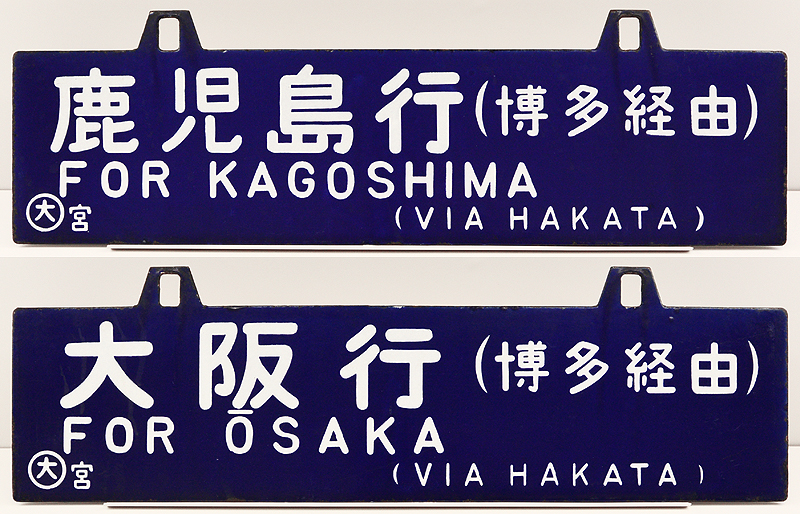 鹿児島行(博多経由)
FOR KAGOSHIMA
大宮 (VIA HAKATA)
大阪行(博多経由)
FOR ŌSAKA
大宮 (VIA HAKATA)